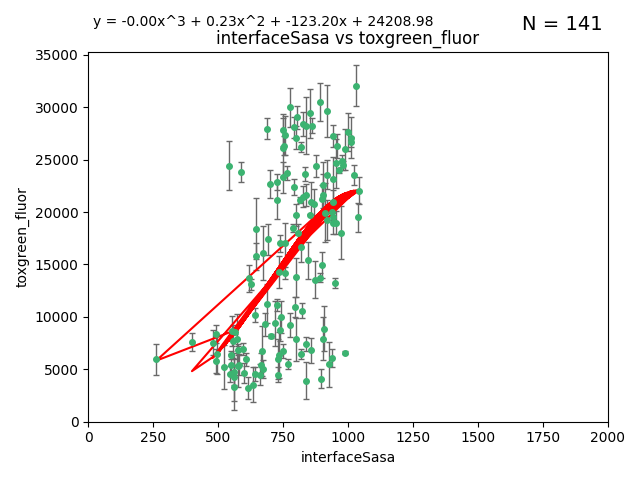 y = -0.00x^3 + 0.23x^2 + -123.20x + 24208.98
N = 141
interfaceSasa vs toxgreen_fluor
35000
30000
25000
20000
15000
10000
5000
0
toxgreen_fluor
0 250 500 750 1000 1250 1500 1750 2000
interfaceSasa